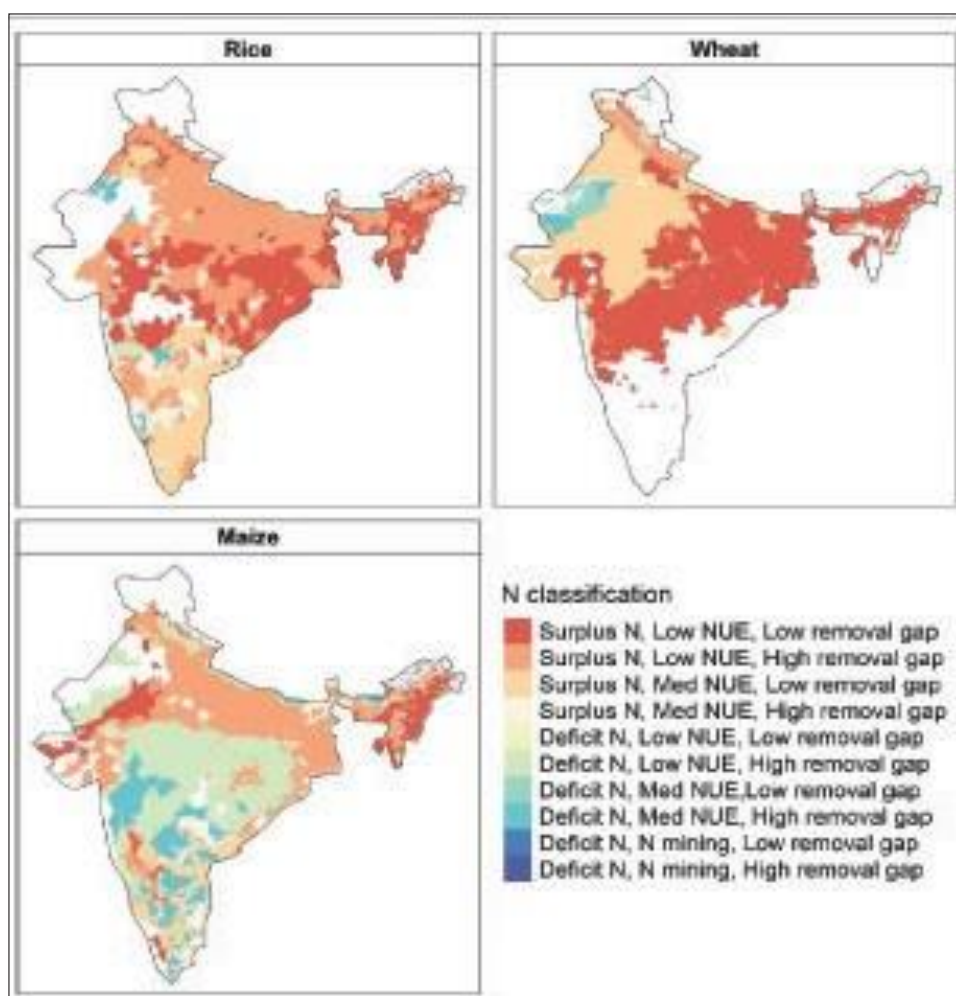 Rice
Wheat
Maize
N classification
Surplus N, Low NUE, Low removal gap
Surplus N, Low NUE, High removal gap
Surplus N, Med NUE, Low removal gap
Surplus N, Med NUE, High removal gap
Deficit N, Low NUE, Low removal gap
Deficit N, Low NUE, High removal gap
Deficit N, Med NUE,Low removal gap
Deficit N, Med NUE, High removal gap
Deficit N, N mining, Low removal gap
Deficit N, N mining, High removal gap